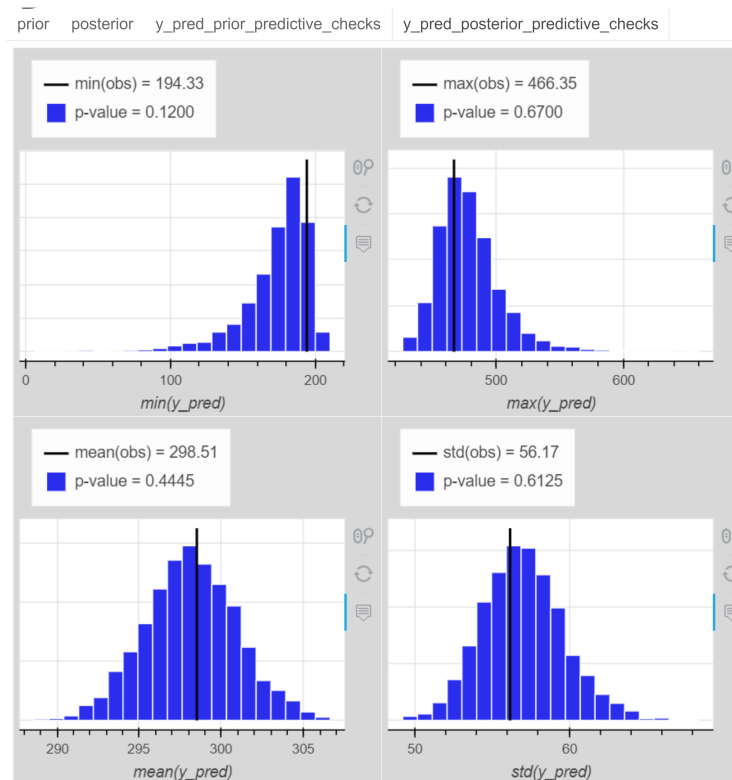 prior posterior y_pred_prior_predictive_checks y_pred_posterior_predictive_checks
min(obs) = 194.33
p-value = 0.1200
0 100 200
min(y_pred)
max(obs) = 466.35
p-value = 0.6700
500 600
max(y_pred)
mean(obs) = 298.51
p-value = 0.4445
290 295 300 305
mean(y_pred)
std(obs) = 56.17
p-value = 0.6125
50 60
std(y_pred)